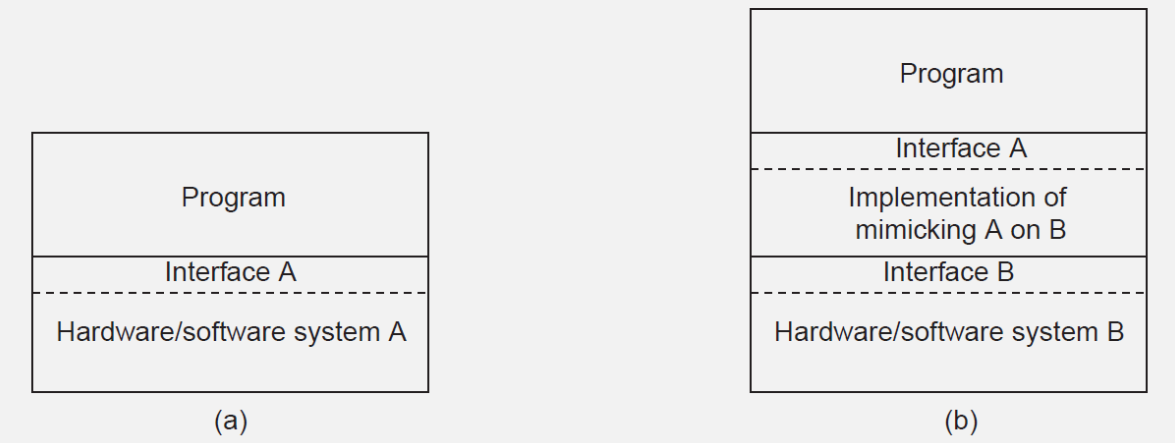 Program
Interface A
Hardware/software system A
(a)
Program
Interface A
Implementation of
mimicking A on B
Interface B
Hardware/software system B
(b)